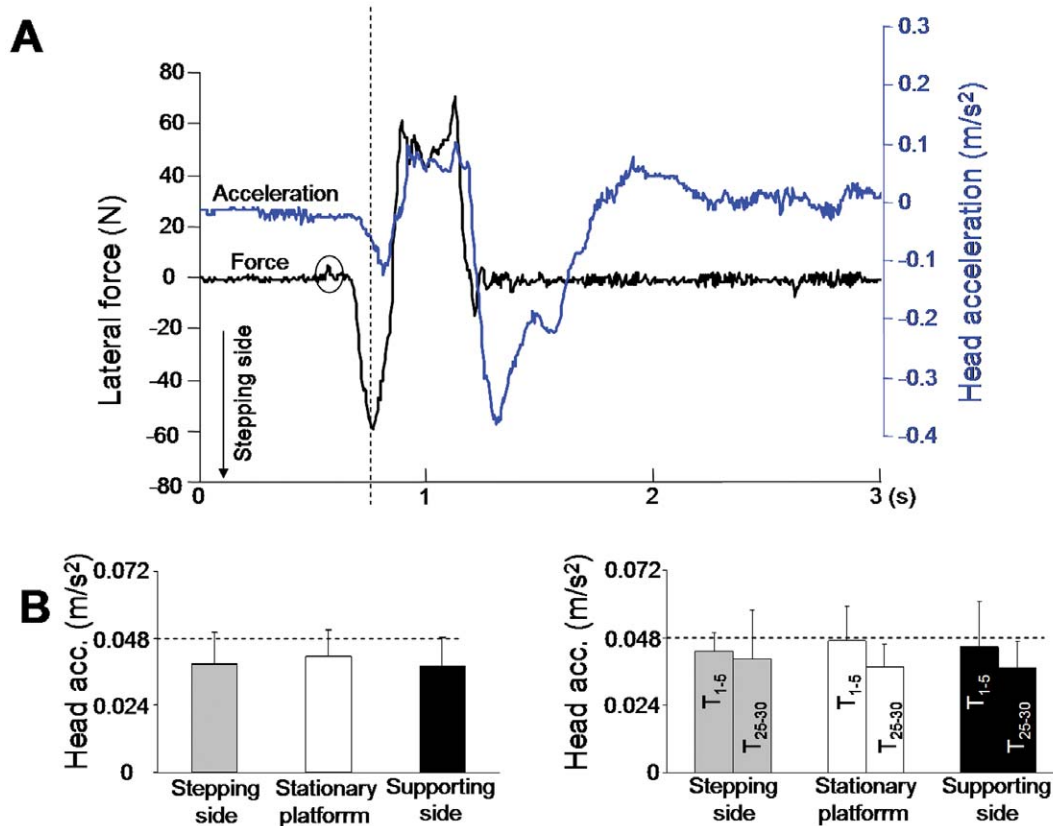 A
Lateral force (N)
80
60
40
20
0
-20
-40
-60
-80
Acceleration
Force
Stepping side
0
1
2
3 (s)
0.3
0.2
0.1
0
-0.1
-0.2
-0.3
-0.4
Head acceleration (m/s²)
B
Head acc. (m/s²)
0.072
0.048
0.024
0
Stepping
side
Stationary
platforrm
Supporting
side
Head acc. (m/s²)
0.072
0.048
0.024
0
T1-5
T25-30
T1-5
T25-30
T1-5
T25-30
Stepping
side
Stationary
platforrm
Supporting
side